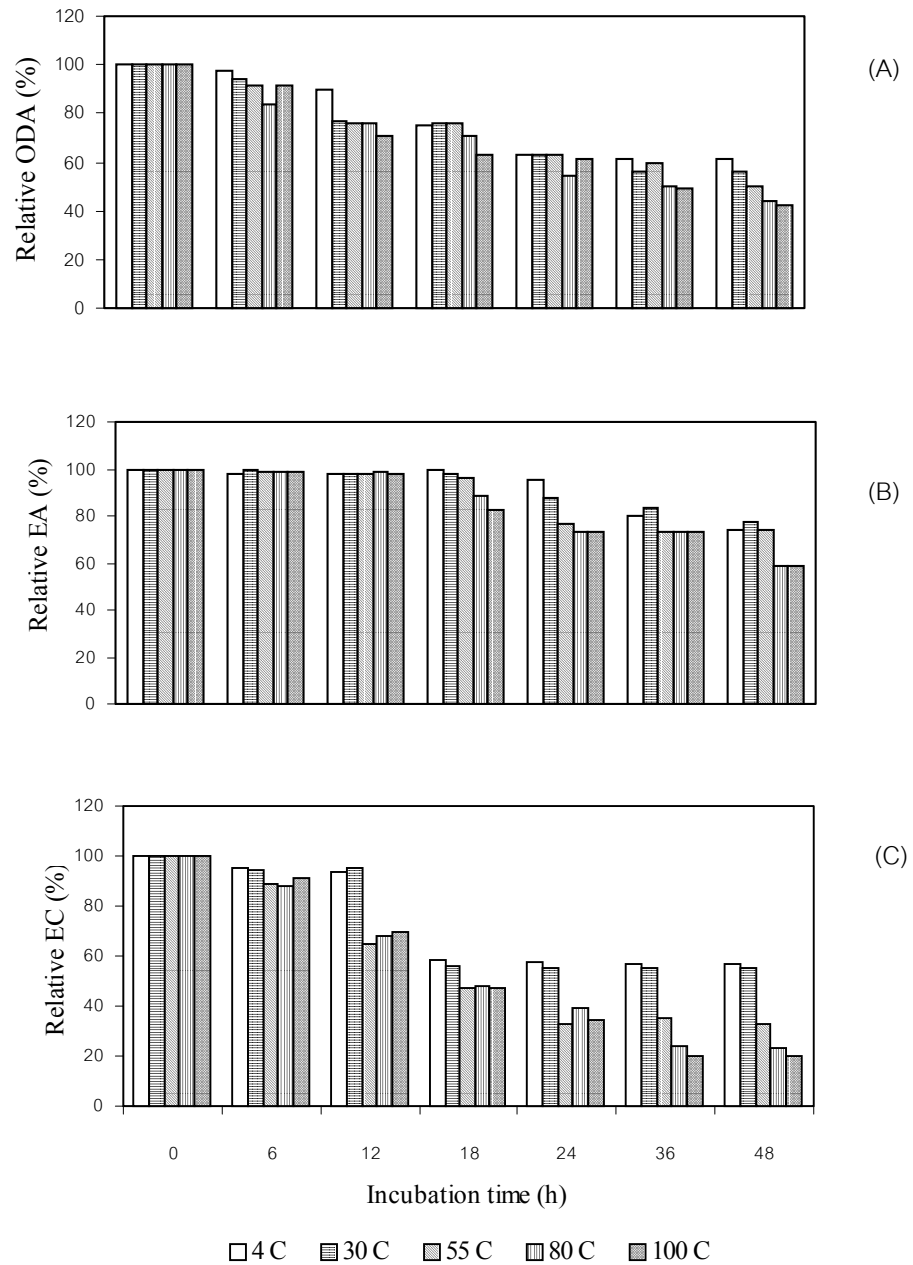 120
100
80
60
40
20
0
Relative ODA (%)
(A)
120
100
80
60
40
20
0
Relative EA (%)
(B)
120
100
80
60
40
20
0
Relative EC (%)
(C)
0 6 12 18 24 36 48
Incubation time (h)
4 C 30 C 55 C 80 C 100 C